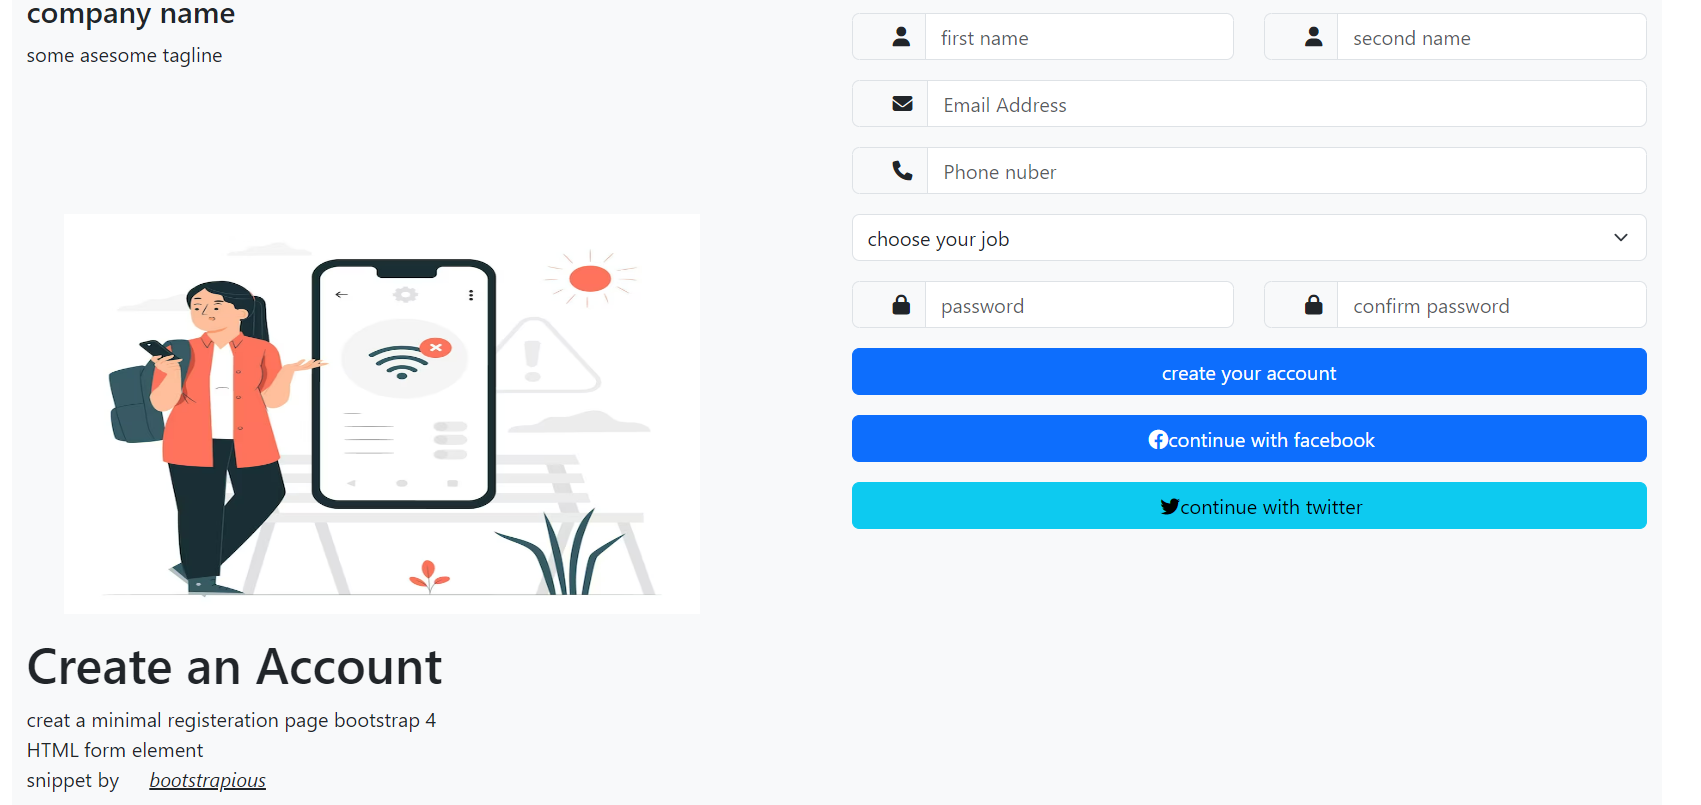 company name
some asesome tagline
Create an Account
creat a minimal registeration page bootstrap 4
HTML form element
snippet by bootstrapious
first name
second name
Email Address
Phone nuber
choose your job
password
confirm password
create your account
continue with facebook
continue with twitter